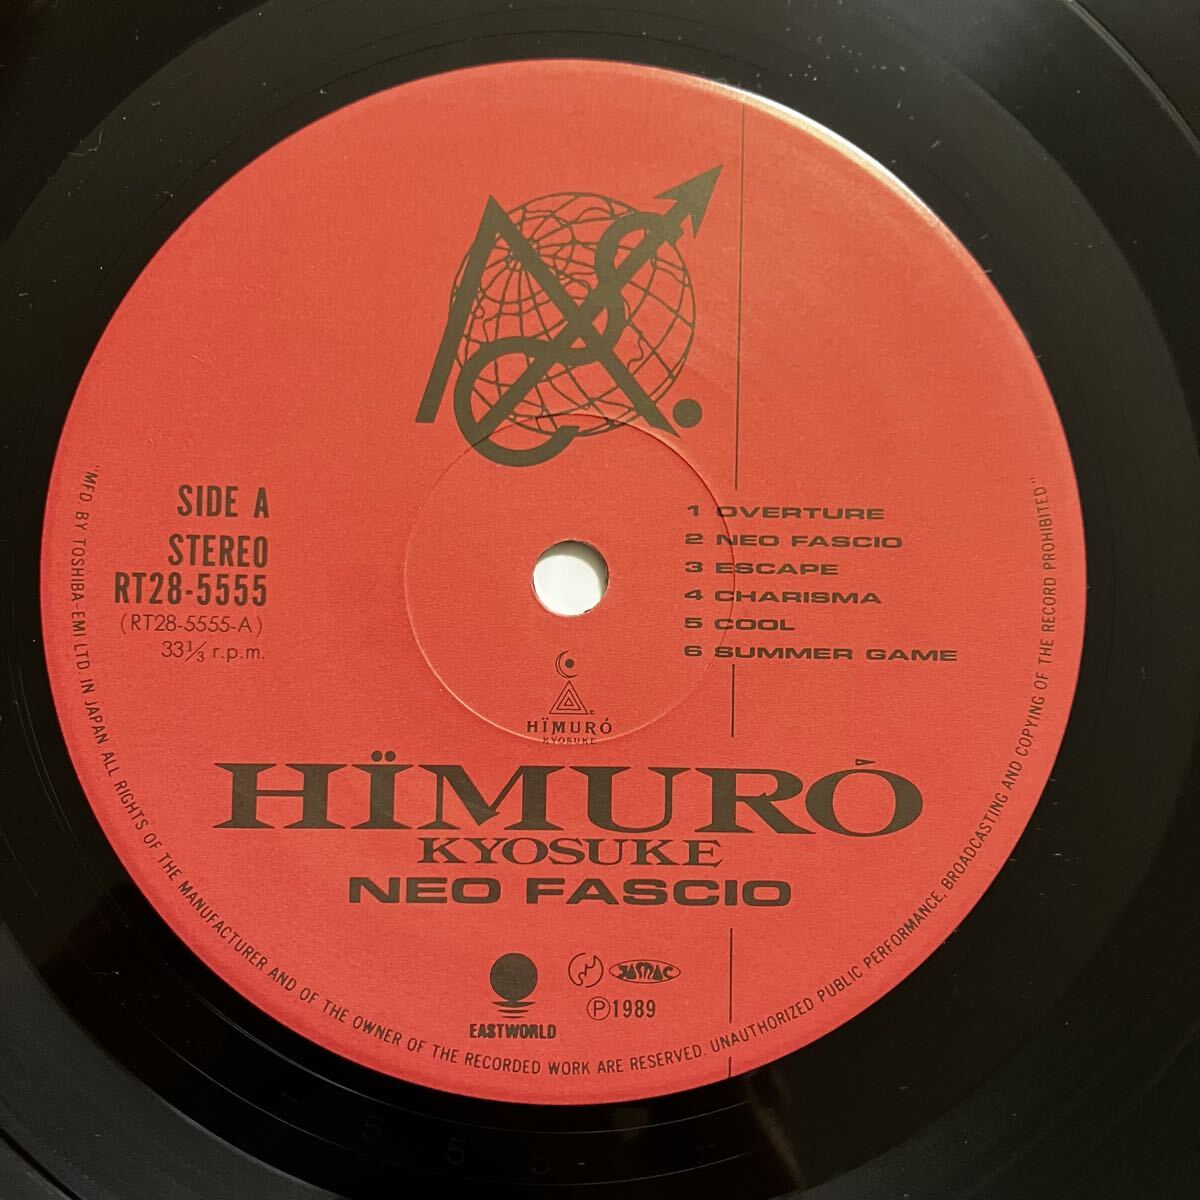 SIDE A
STEREO
RT28-5555
(RT28-5555-A)
33⅓ r.p.m.
1 OVERTURE
2 NEO FASCIO
3 ESCAPE
4 CHARISMA
5 COOL
6 SUMMER GAME
HÏMURÓ
KYOSUKE
HÏMURÓ
KYOSUKE
NEO FASCIO
EASTWORLD
JASRAC
Ⓟ1989
"MFD. BY TOSHIBA-EMI LTD. IN JAPAN. ALL RIGHTS OF THE MANUFACTURER AND OF THE OWNER OF THE RECORDED WORK ARE RESERVED. UNAUTHORIZED PUBLIC PERFORMANCE, BROADCASTING AND COPYING OF THE RECORD PROHIBITED"